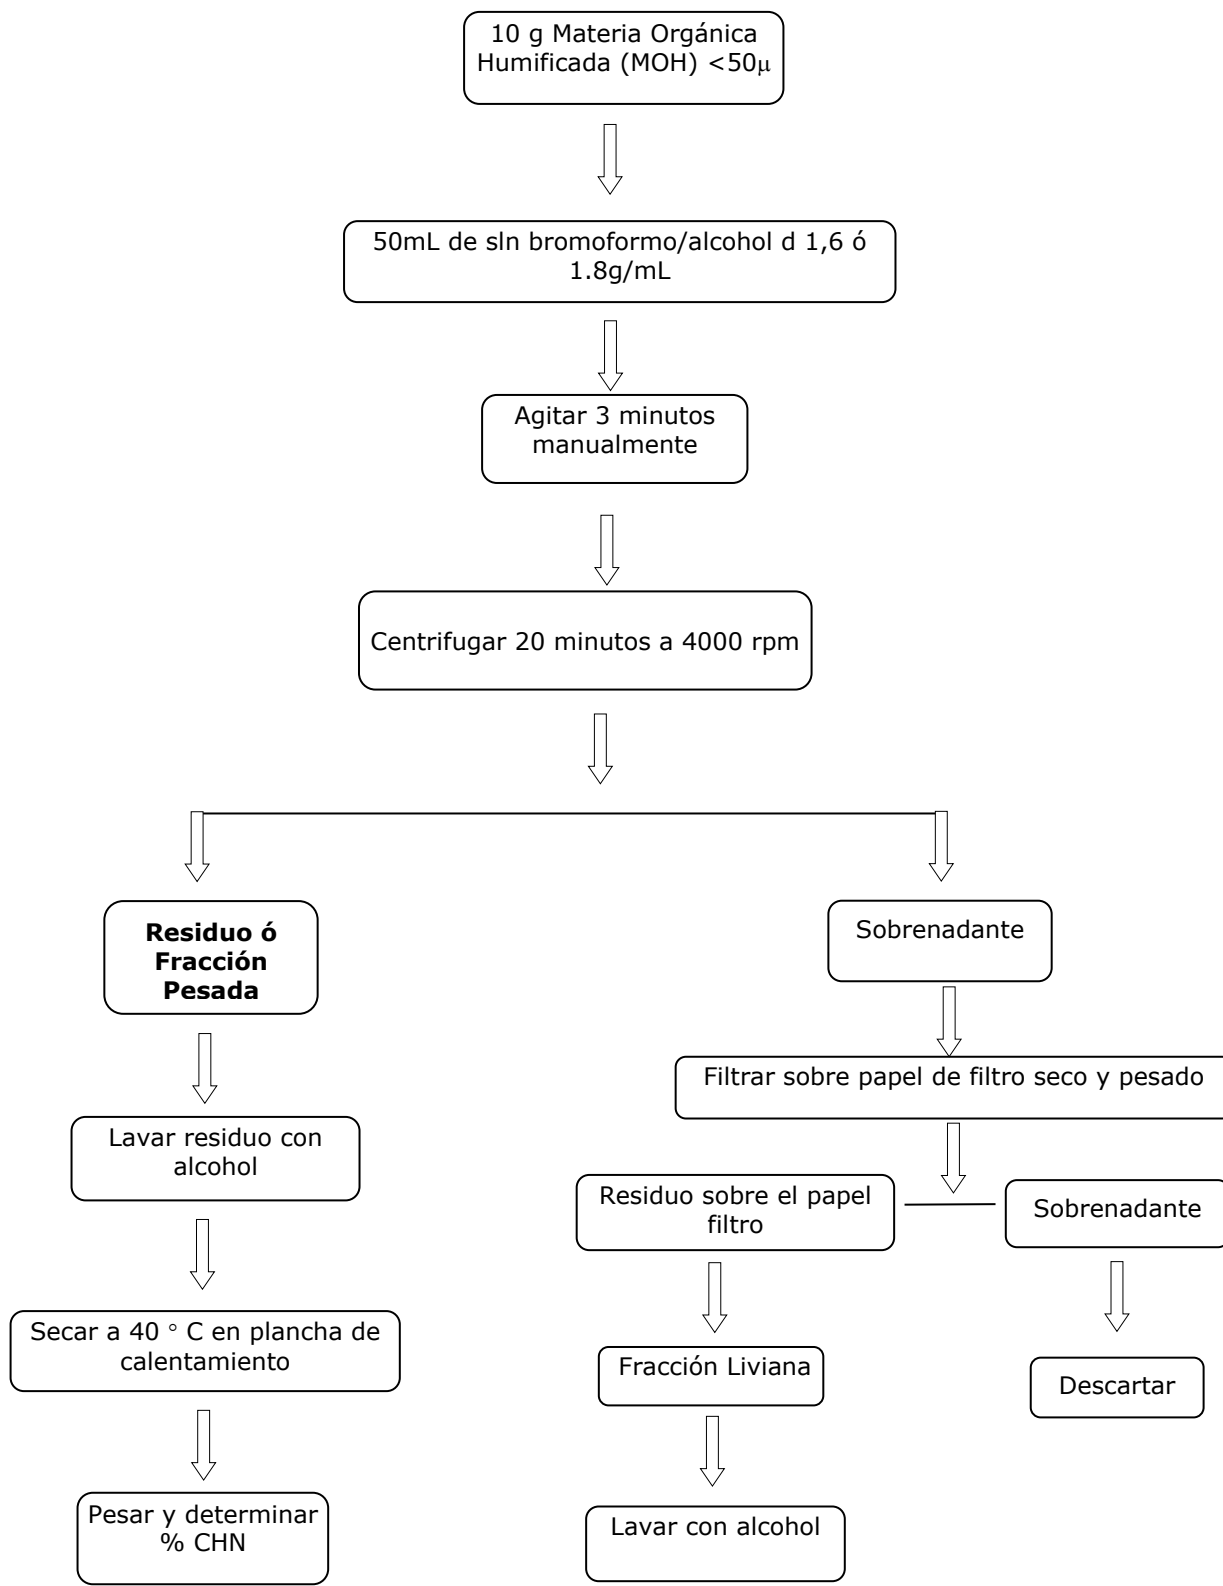 10 g Materia Orgánica
Humificada (MOH) <50µ
50mL de sln bromoformo/alcohol d 1,6 ó
1.8g/mL
Agitar 3 minutos
manualmente
Centrifugar 20 minutos a 4000 rpm
Residuo ó
Fracción
Pesada
Sobrenadante
Filtrar sobre papel de filtro seco y pesado
Lavar residuo con
alcohol
Residuo sobre el papel
filtro
Sobrenadante
Secar a 40 ° C en plancha de
calentamiento
Fracción Liviana
Descartar
Pesar y determinar
% CHN
Lavar con alcohol